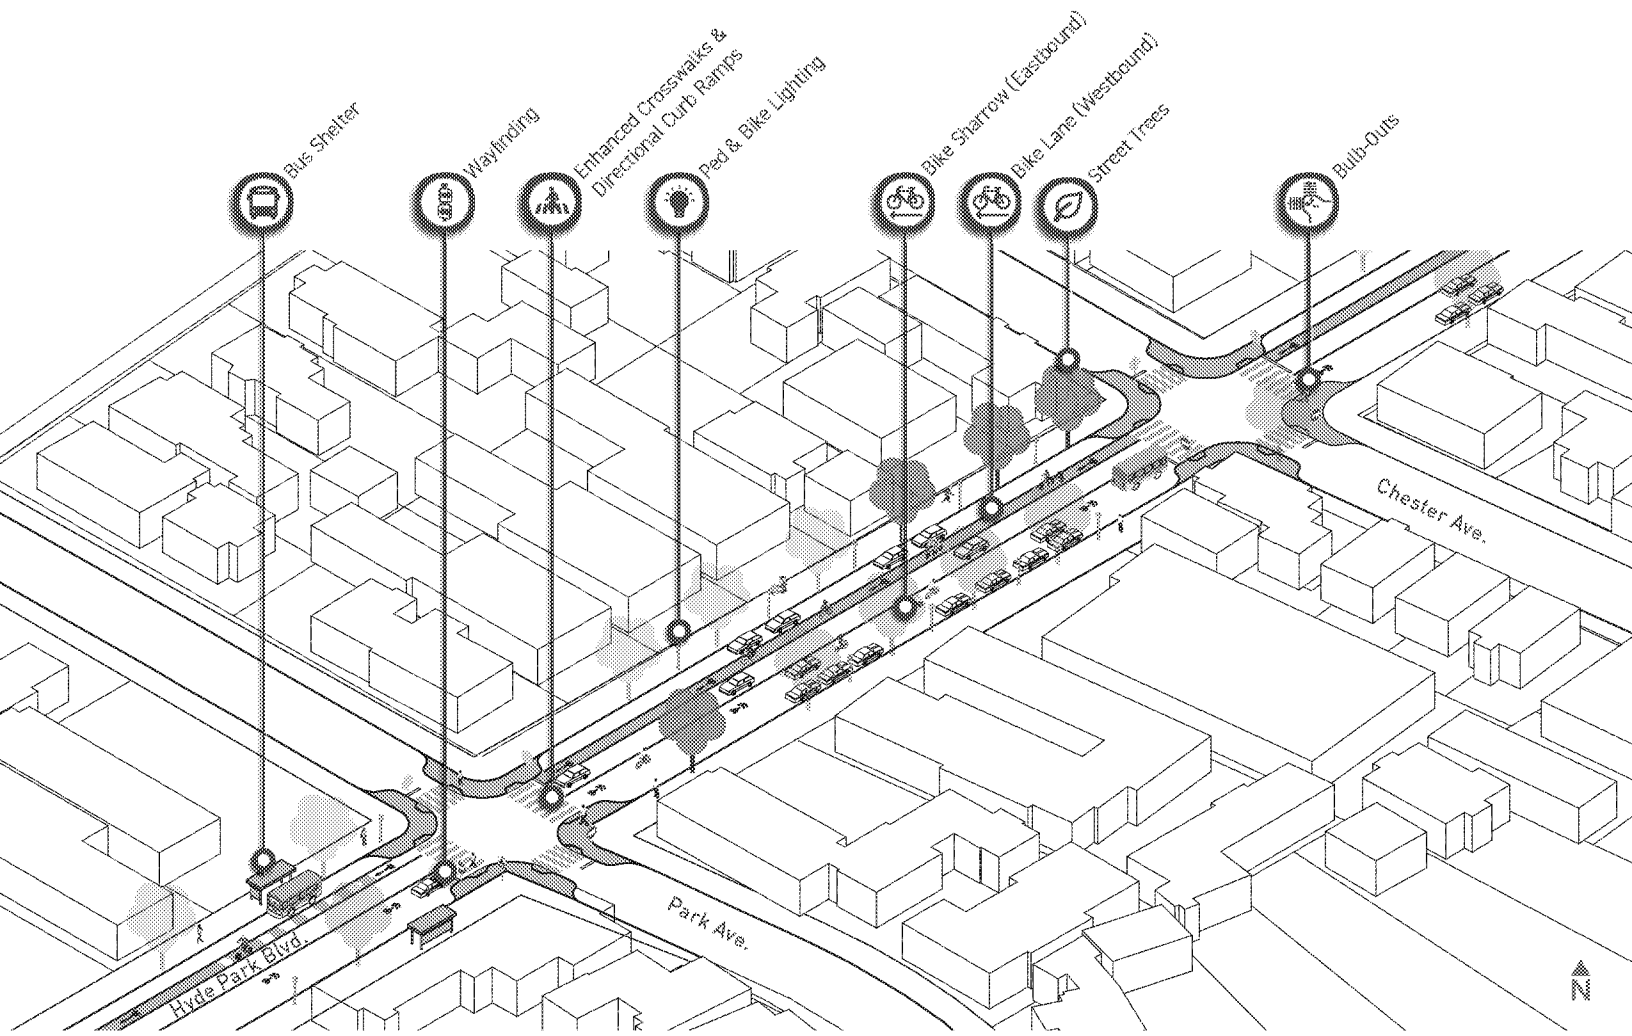 Bus Shelter
Wayfinding
Enhanced Crosswalks &
Directional Curb Ramps
Ped & Bike Lighting
Bike Sharrow (Eastbound)
Bike Lane (Westbound)
Street Trees
Bulb-Outs
Chester Ave.
Park Ave.
Hyde Park Blvd.
N